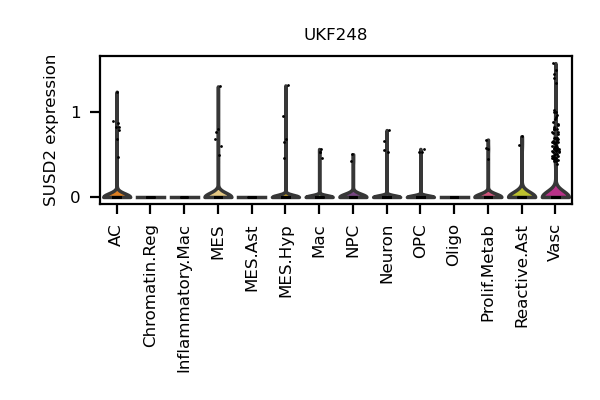 UKF248
SUSD2 expression
1
0
AC
Chromatin.Reg
Inflammatory.Mac
MES
MES.Ast
MES.Hyp
Mac
NPC
Neuron
OPC
Oligo
Prolif.Metab
Reactive.Ast
Vasc